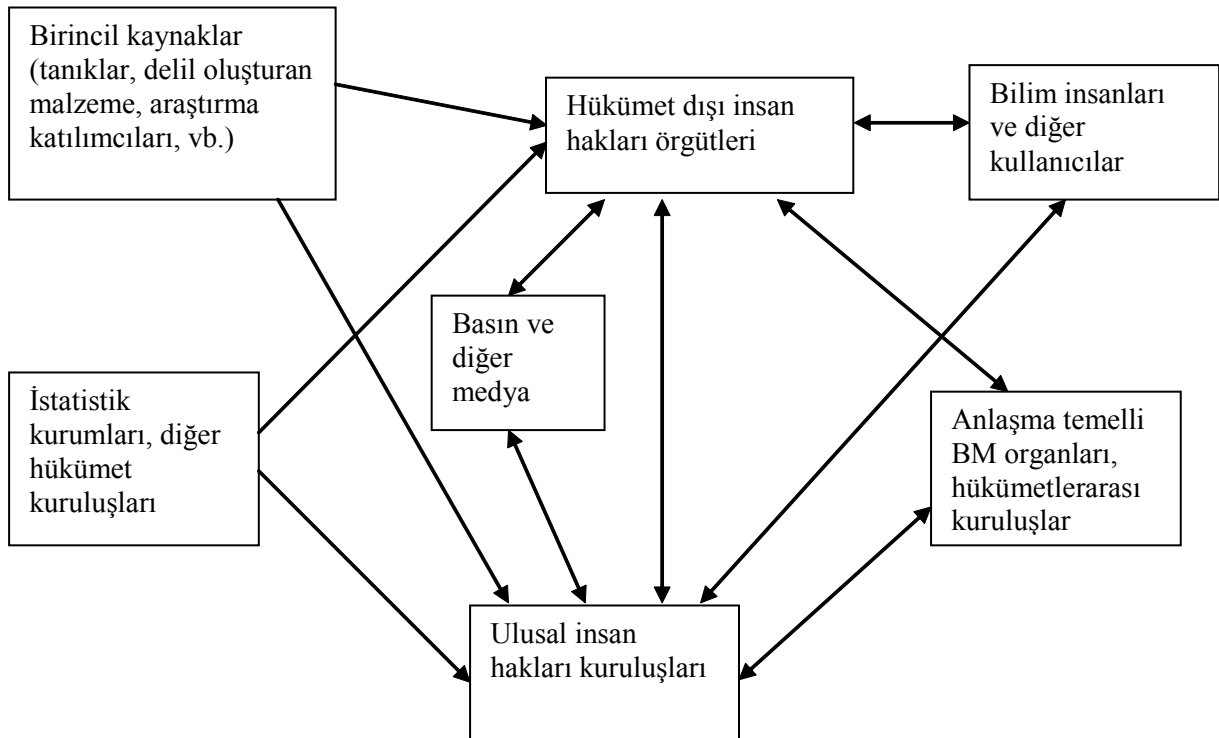 Birincil kaynaklar
(tanıklar, delil oluşturan
malzeme, araştırma
katılımcıları, vb.)
Hükümet dışı insan
hakları örgütleri
Bilim insanları
ve diğer
kullanıcılar
Basın ve
diğer
medya
İstatistik
kurumları, diğer
hükümet
kuruluşları
Anlaşma temelli
BM organları,
hükümetlerarası
kuruluşlar
Ulusal insan
hakları kuruluşları